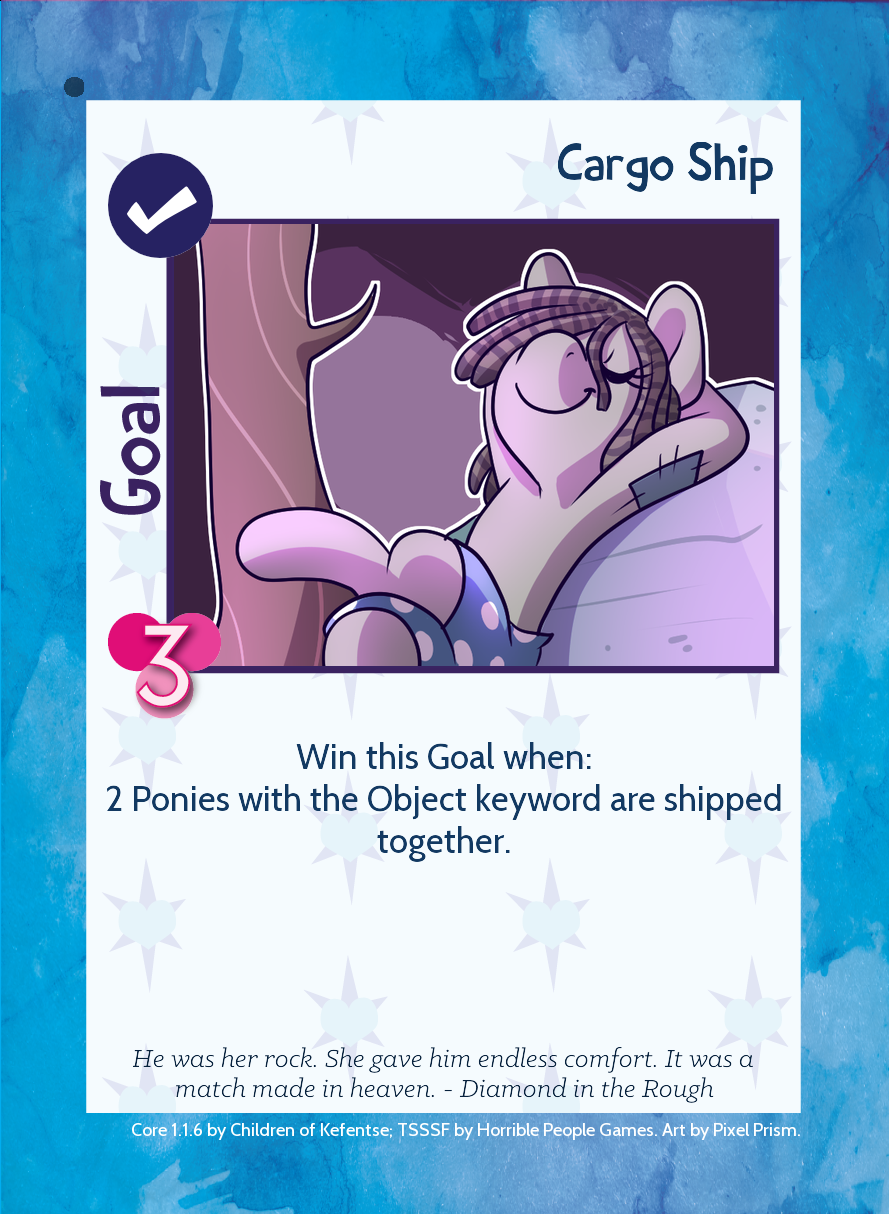 Cargo Ship
Goal
3
Win this Goal when:
2 Ponies with the Object keyword are shipped
together.
He was her rock. She gave him endless comfort. It was a
match made in heaven. - Diamond in the Rough
Core 1.1.6 by Children of Kefentse; TSSSF by Horrible People Games. Art by Pixel Prism.